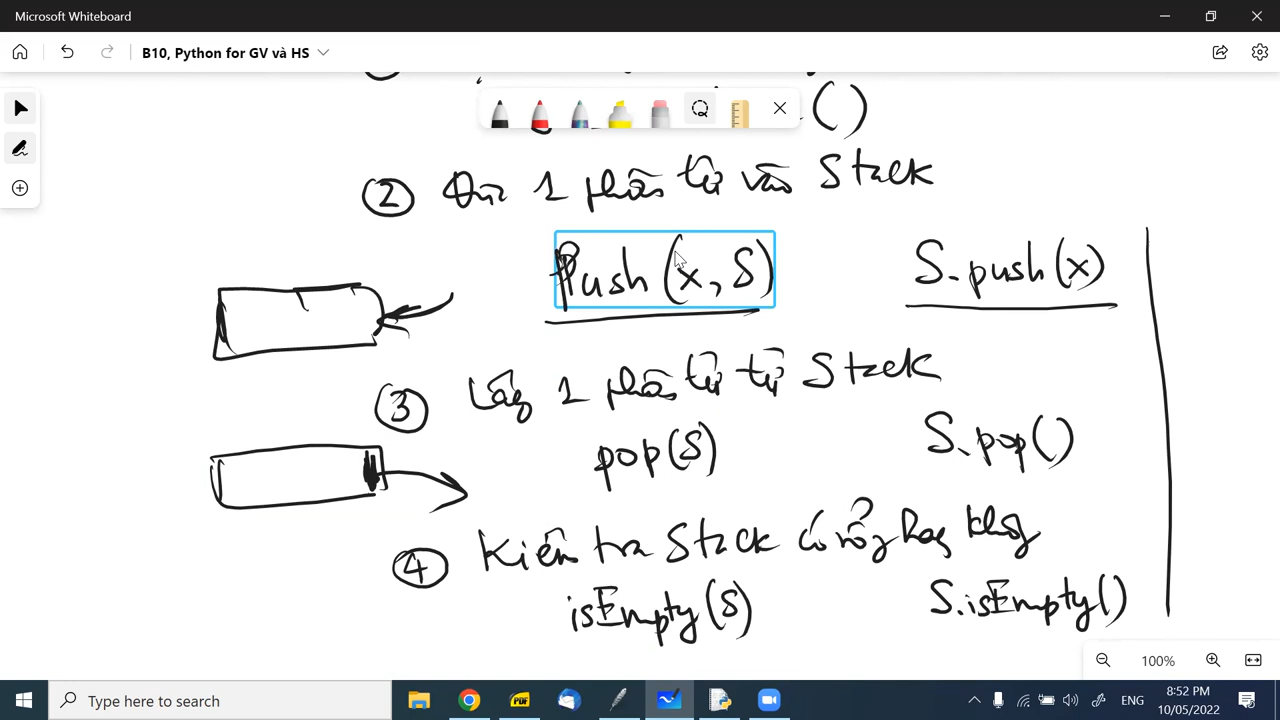 Microsoft Whiteboard
B10, Python for GV và HS
()
② Đưa 1 phần tử vào Stack
Push(x, S) S.push(x)
③ Lấy 1 phần tử từ Stack
pop(S) S.pop()
④ Kiểm tra Stack có rỗng hay không
isEmpty(S) S.isEmpty()
100%
Type here to search
PDF
ENG
8:52 PM
10/05/2022